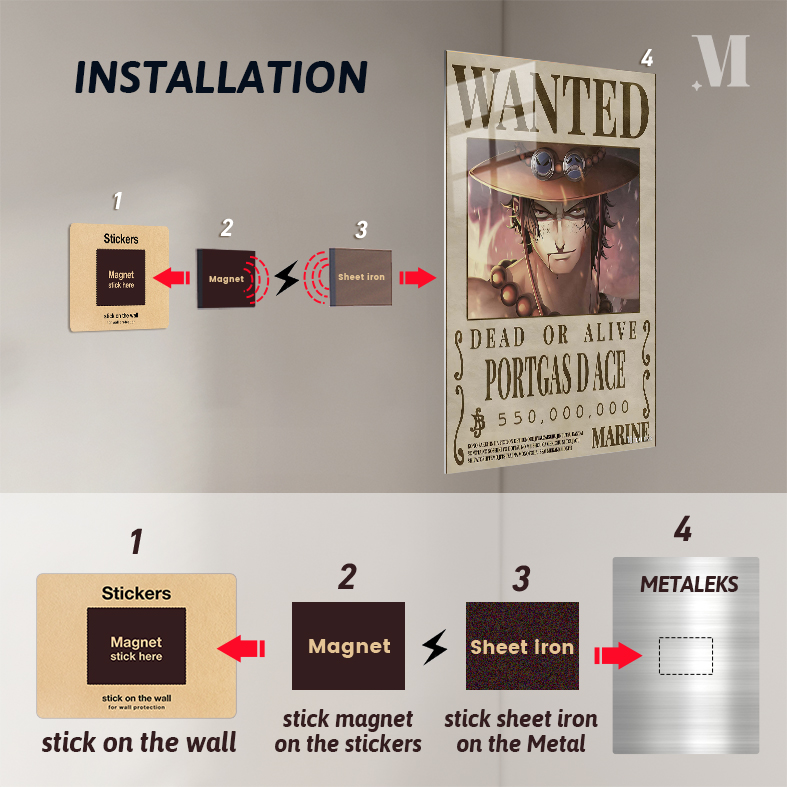 INSTALLATION
M
4
WANTED
1
2
3
Stickers
Magnet
stick here
stick on the wall
for wall protection
Magnet
Sheet iron
DEAD OR ALIVE
PORTGAS D ACE
550,000,000
MARINE
1
2
3
4
Stickers
Magnet
stick here
stick on the wall
for wall protection
Magnet
Sheet iron
METALEKS
stick on the wall
stick magnet
on the stickers
stick sheet iron
on the Metal